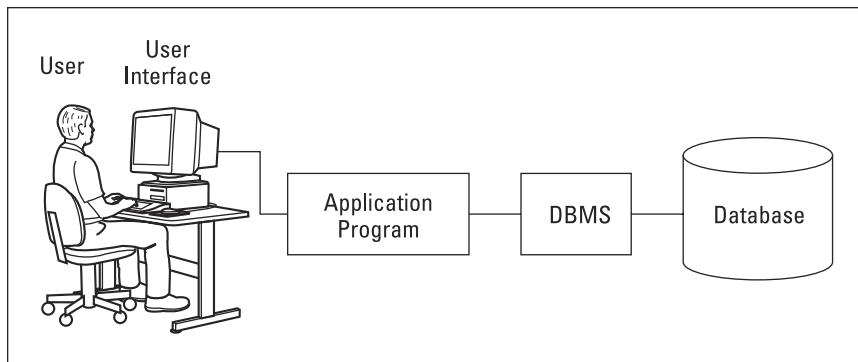 User
User
Interface
Application
Program
DBMS
Database